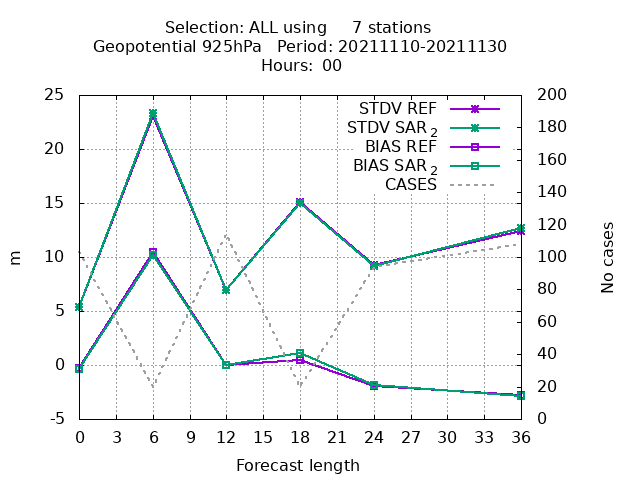 Selection: ALL using 7 stations
Geopotential 925hPa Period: 20211110-20211130
Hours: 00
25
20
15
10
5
0
-5
m
STDV REF
STDV SAR 2
BIAS REF
BIAS SAR 2
CASES
200
180
160
140
120
100
80
60
40
20
0
No cases
0 3 6 9 12 15 18 21 24 27 30 33 36
Forecast length